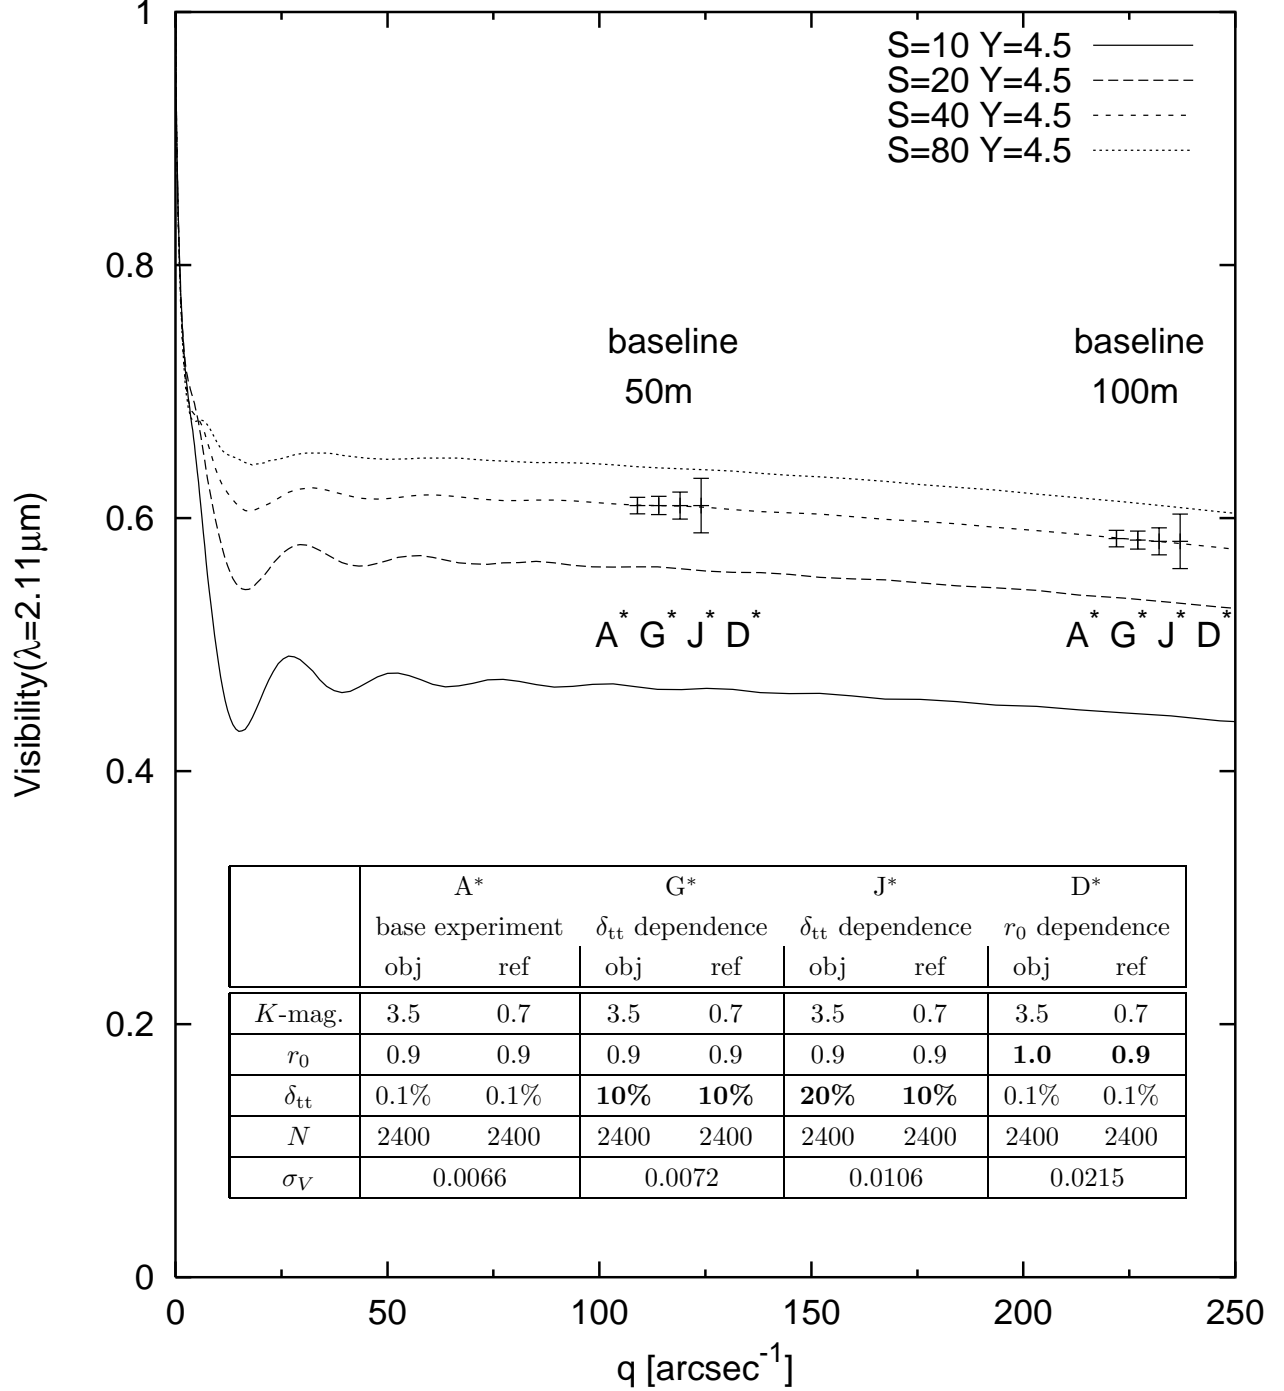 1
S=10 Y=4.5
S=20 Y=4.5
S=40 Y=4.5
S=80 Y=4.5
0.8
baseline baseline
50m 100m
0.6
A* G* J* D* A* G* J* D*
Visibility(λ=2.11μm)
0.4
A* G* J* D*
base experiment δtt dependence δtt dependence r0 dependence
obj ref obj ref obj ref obj ref
K-mag. 3.5 0.7 3.5 0.7 3.5 0.7 3.5 0.7
0.2
r0 0.9 0.9 0.9 0.9 0.9 0.9 1.0 0.9
δtt 0.1% 0.1% 10% 10% 20% 10% 0.1% 0.1%
N 2400 2400 2400 2400 2400 2400 2400 2400
σV 0.0066 0.0072 0.0106 0.0215
0
0 50 100 150 200 250
q [arcsec-1]